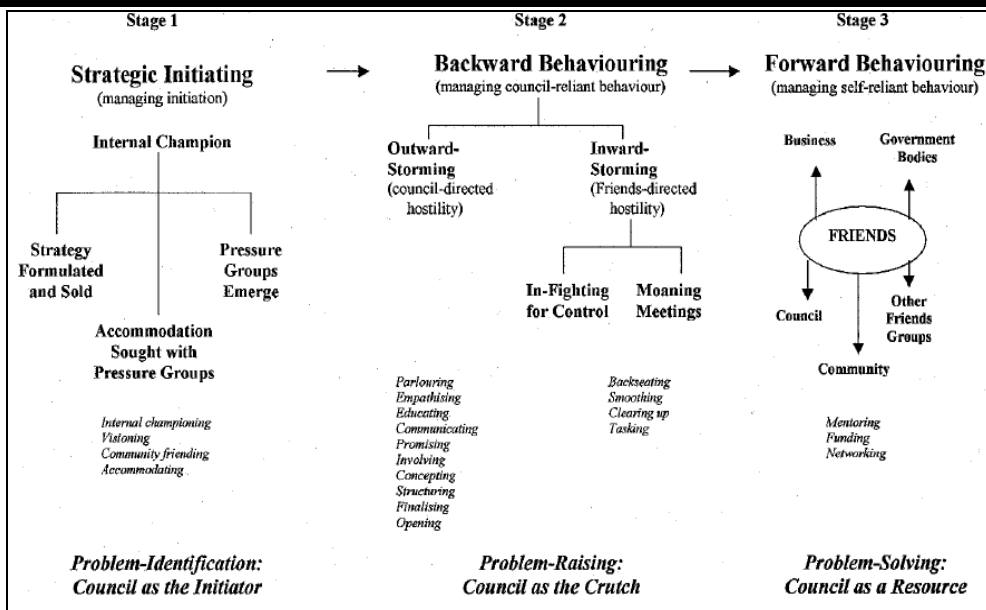 Stage 1
Strategic Initiating
(managing initiation)
Internal Champion
Strategy
Formulated
and Sold
Pressure
Groups
Emerge
Accommodation
Sought with
Pressure Groups
Internal championing
Visioning
Community friending
Accommodating
Problem-Identification:
Council as the Initiator
Stage 2
Backward Behaviouring
(managing council-reliant behaviour)
Outward-
Storming
(council-directed
hostility)
Inward-
Storming
(Friends-directed
hostility)
In-Fighting
for Control
Moaning
Meetings
Parlouring
Empathising
Educating
Communicating
Promising
Involving
Concepting
Structuring
Finalising
Opening
Backseating
Smoothing
Clearing up
Tasking
Problem-Raising:
Council as the Crutch
Stage 3
Forward Behaviouring
(managing self-reliant behaviour)
Business
Government
Bodies
FRIENDS
Council
Other
Friends
Groups
Community
Mentoring
Funding
Networking
Problem-Solving:
Council as a Resource